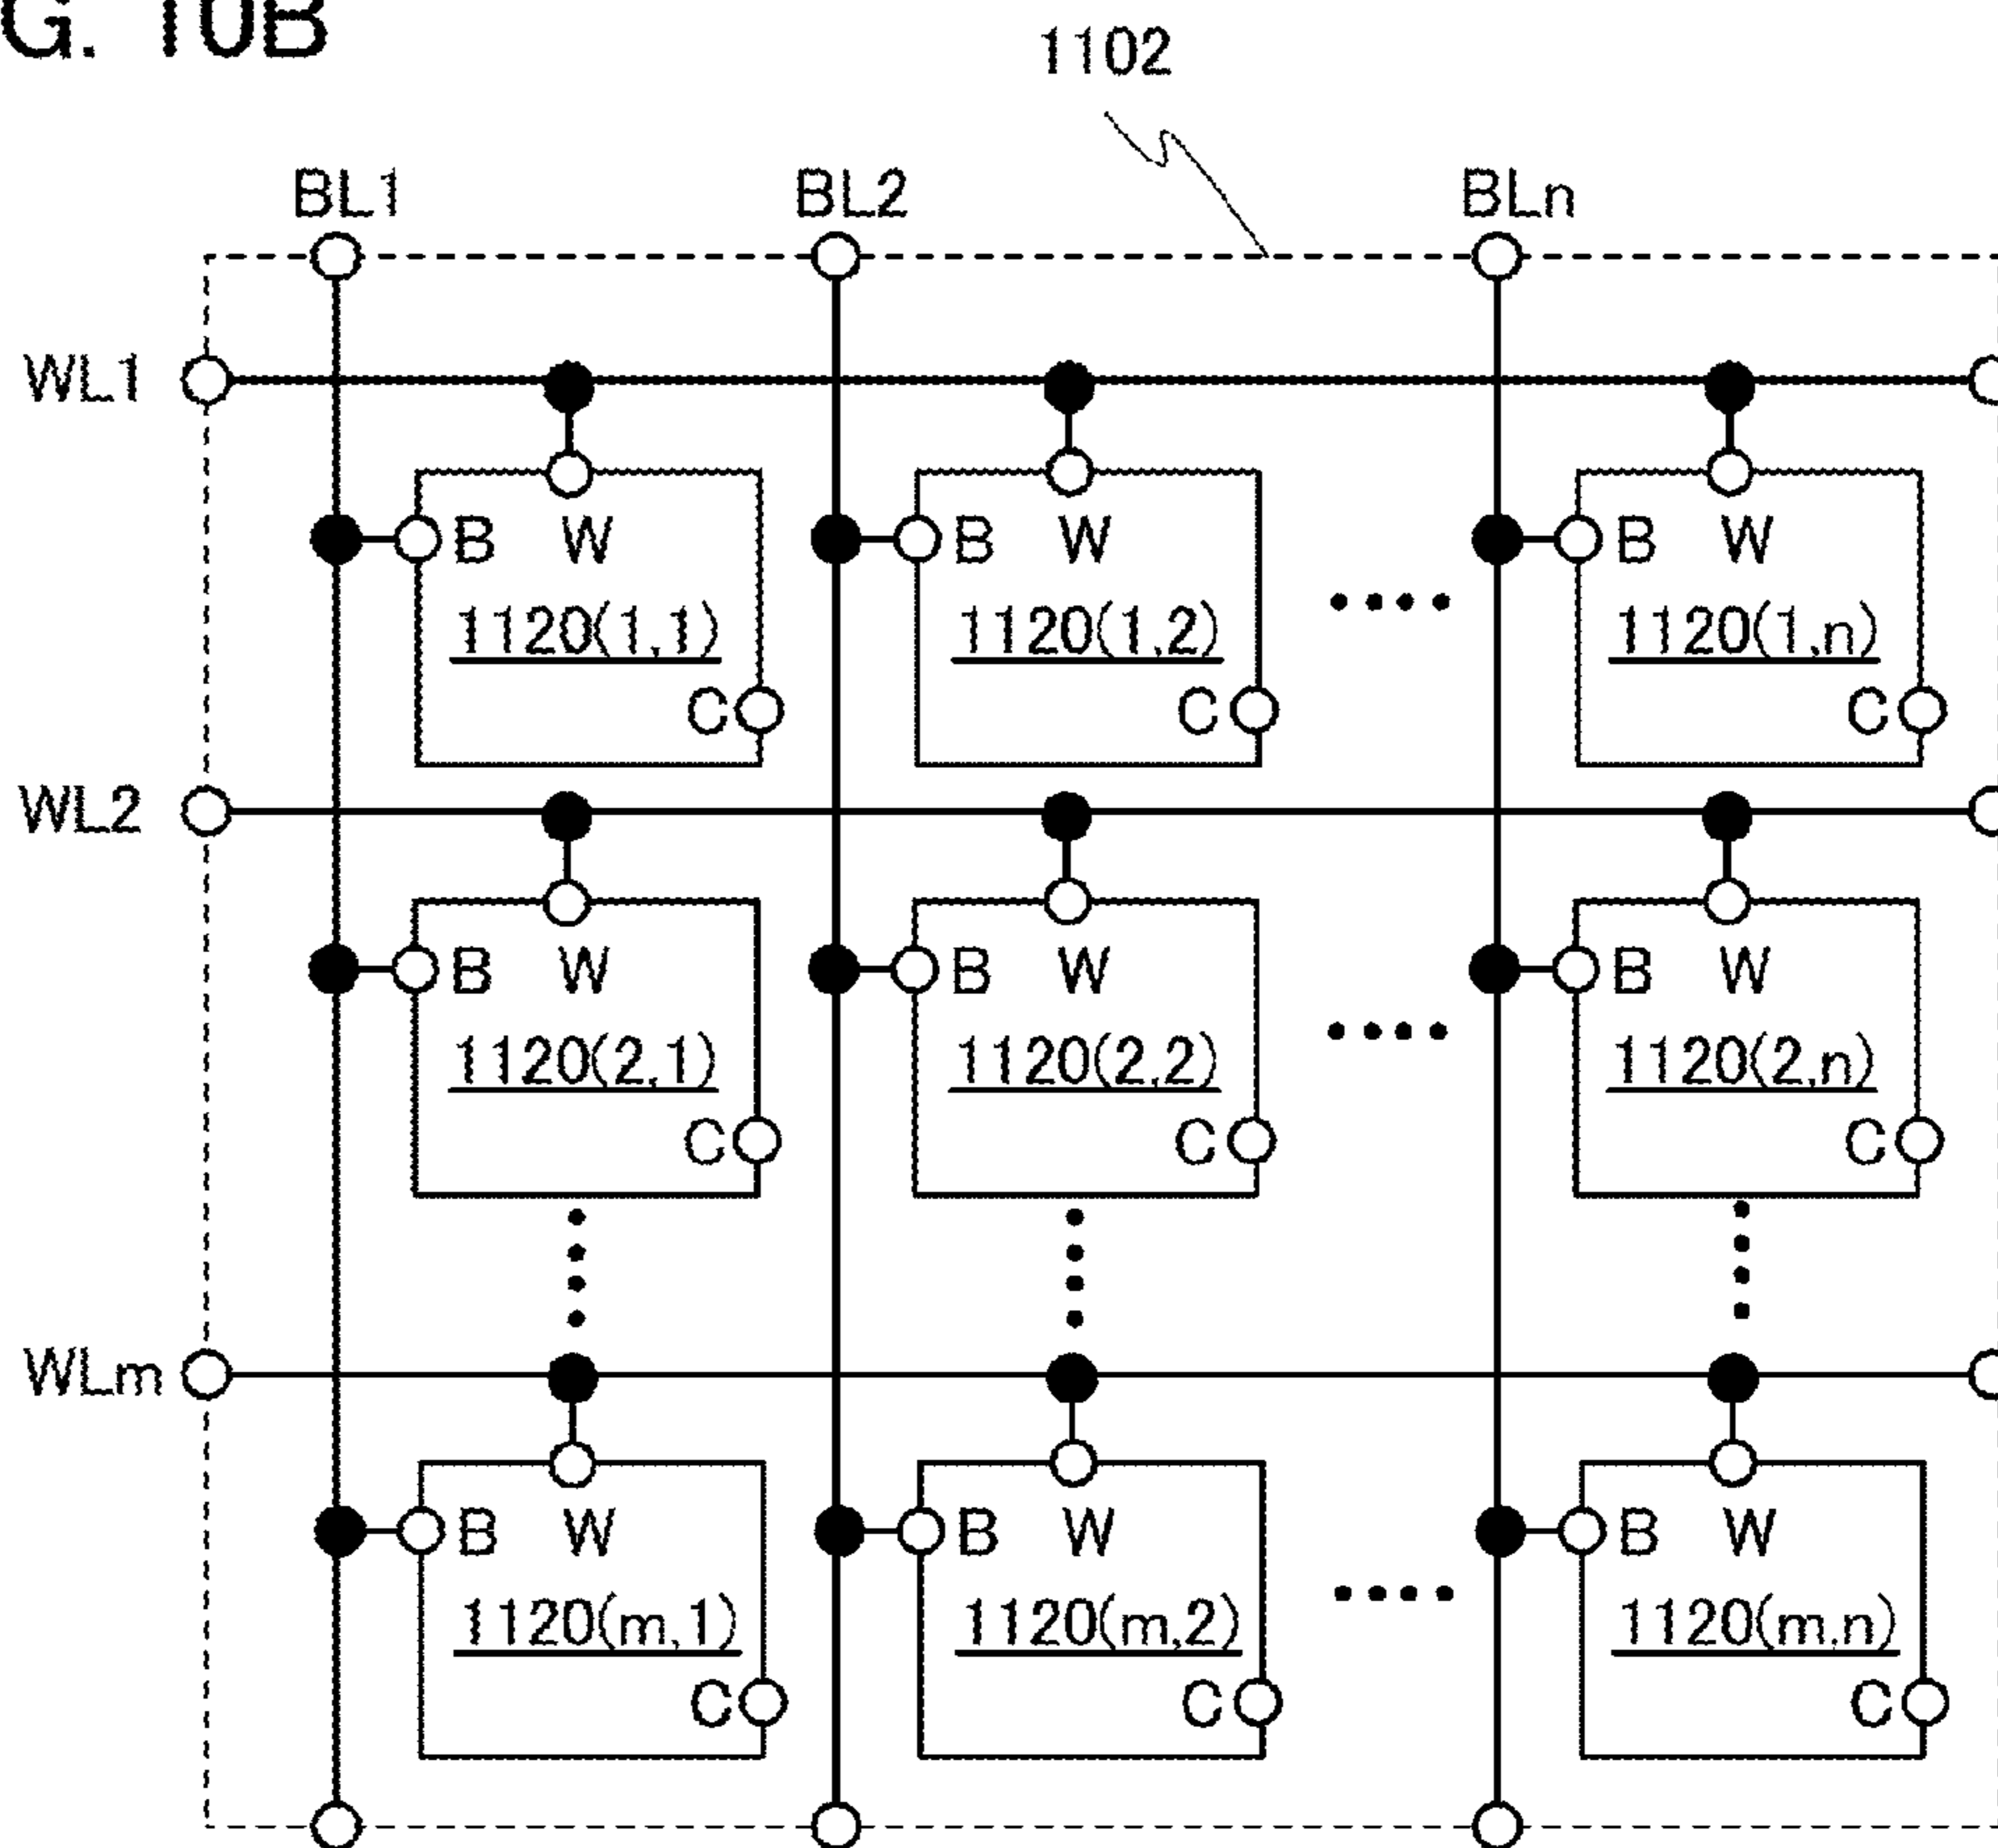 G. 10B
1102
BL1 BL2 BLn
WL1
B W B W B W
1120(1,1) 1120(1,2) 1120(1,n)
C C C
WL2
B W B W B W
1120(2,1) 1120(2,2) 1120(2,n)
C C C
WLm
B W B W B W
1120(m,1) 1120(m,2) 1120(m,n)
C C C